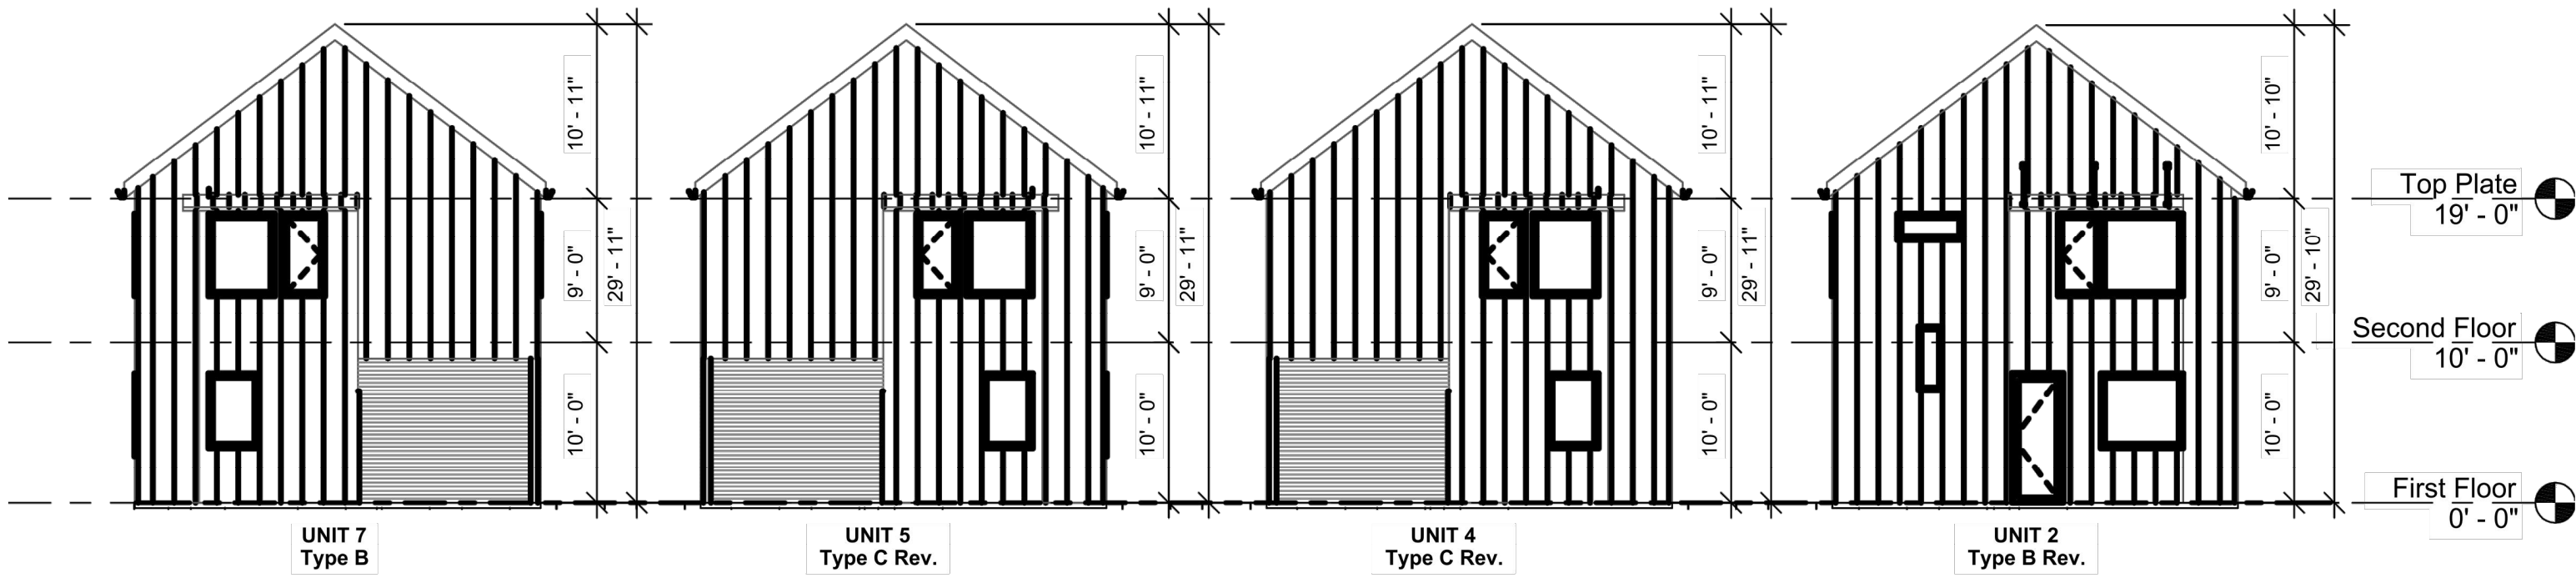 10' - 11"
9' - 0"
29' - 11"
10' - 0"
UNIT 7
Type B
10' - 11"
9' - 0"
29' - 11"
10' - 0"
UNIT 5
Type C Rev.
10' - 11"
9' - 0"
29' - 11"
10' - 0"
UNIT 4
Type C Rev.
10' - 10"
9' - 0"
29' - 10"
10' - 0"
UNIT 2
Type B Rev.
Top Plate
19' - 0"
Second Floor
10' - 0"
First Floor
0' - 0"